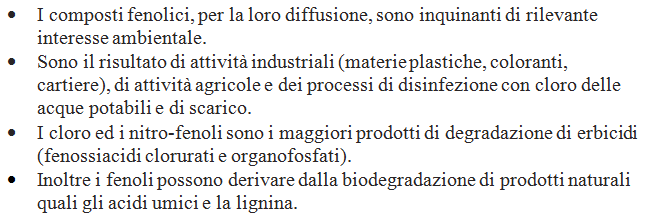 • I composti fenolici, per la loro diffusione, sono inquinanti di rilevante
interesse ambientale.
• Sono il risultato di attività industriali (materie plastiche, coloranti,
cartiere), di attività agricole e dei processi di disinfezione con cloro delle
acque potabili e di scarico.
• I cloro ed i nitro-fenoli sono i maggiori prodotti di degradazione di erbicidi
(fenossiacidi clorurati e organofosfati).
• Inoltre i fenoli possono derivare dalla biodegradazione di prodotti naturali
quali gli acidi umici e la lignina.